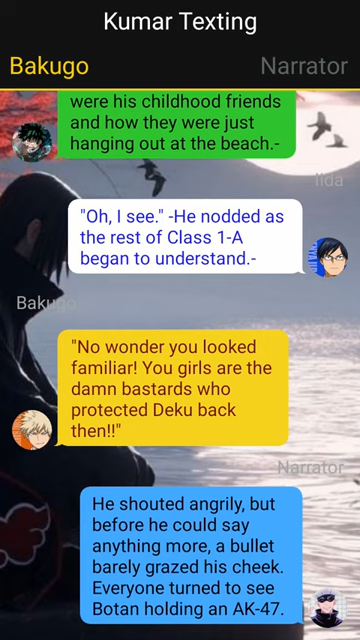 Kumar Texting
Bakugo
Narrator
were his childhood friends
and how they were just
hanging out at the beach.-
Iida
"Oh, I see." -He nodded as
the rest of Class 1-A
began to understand.-
Bakugo
"No wonder you looked
familiar! You girls are the
damn bastards who
protected Deku back
then!!"
Narrator
He shouted angrily, but
before he could say
anything more, a bullet
barely grazed his cheek.
Everyone turned to see
Botan holding an AK-47.